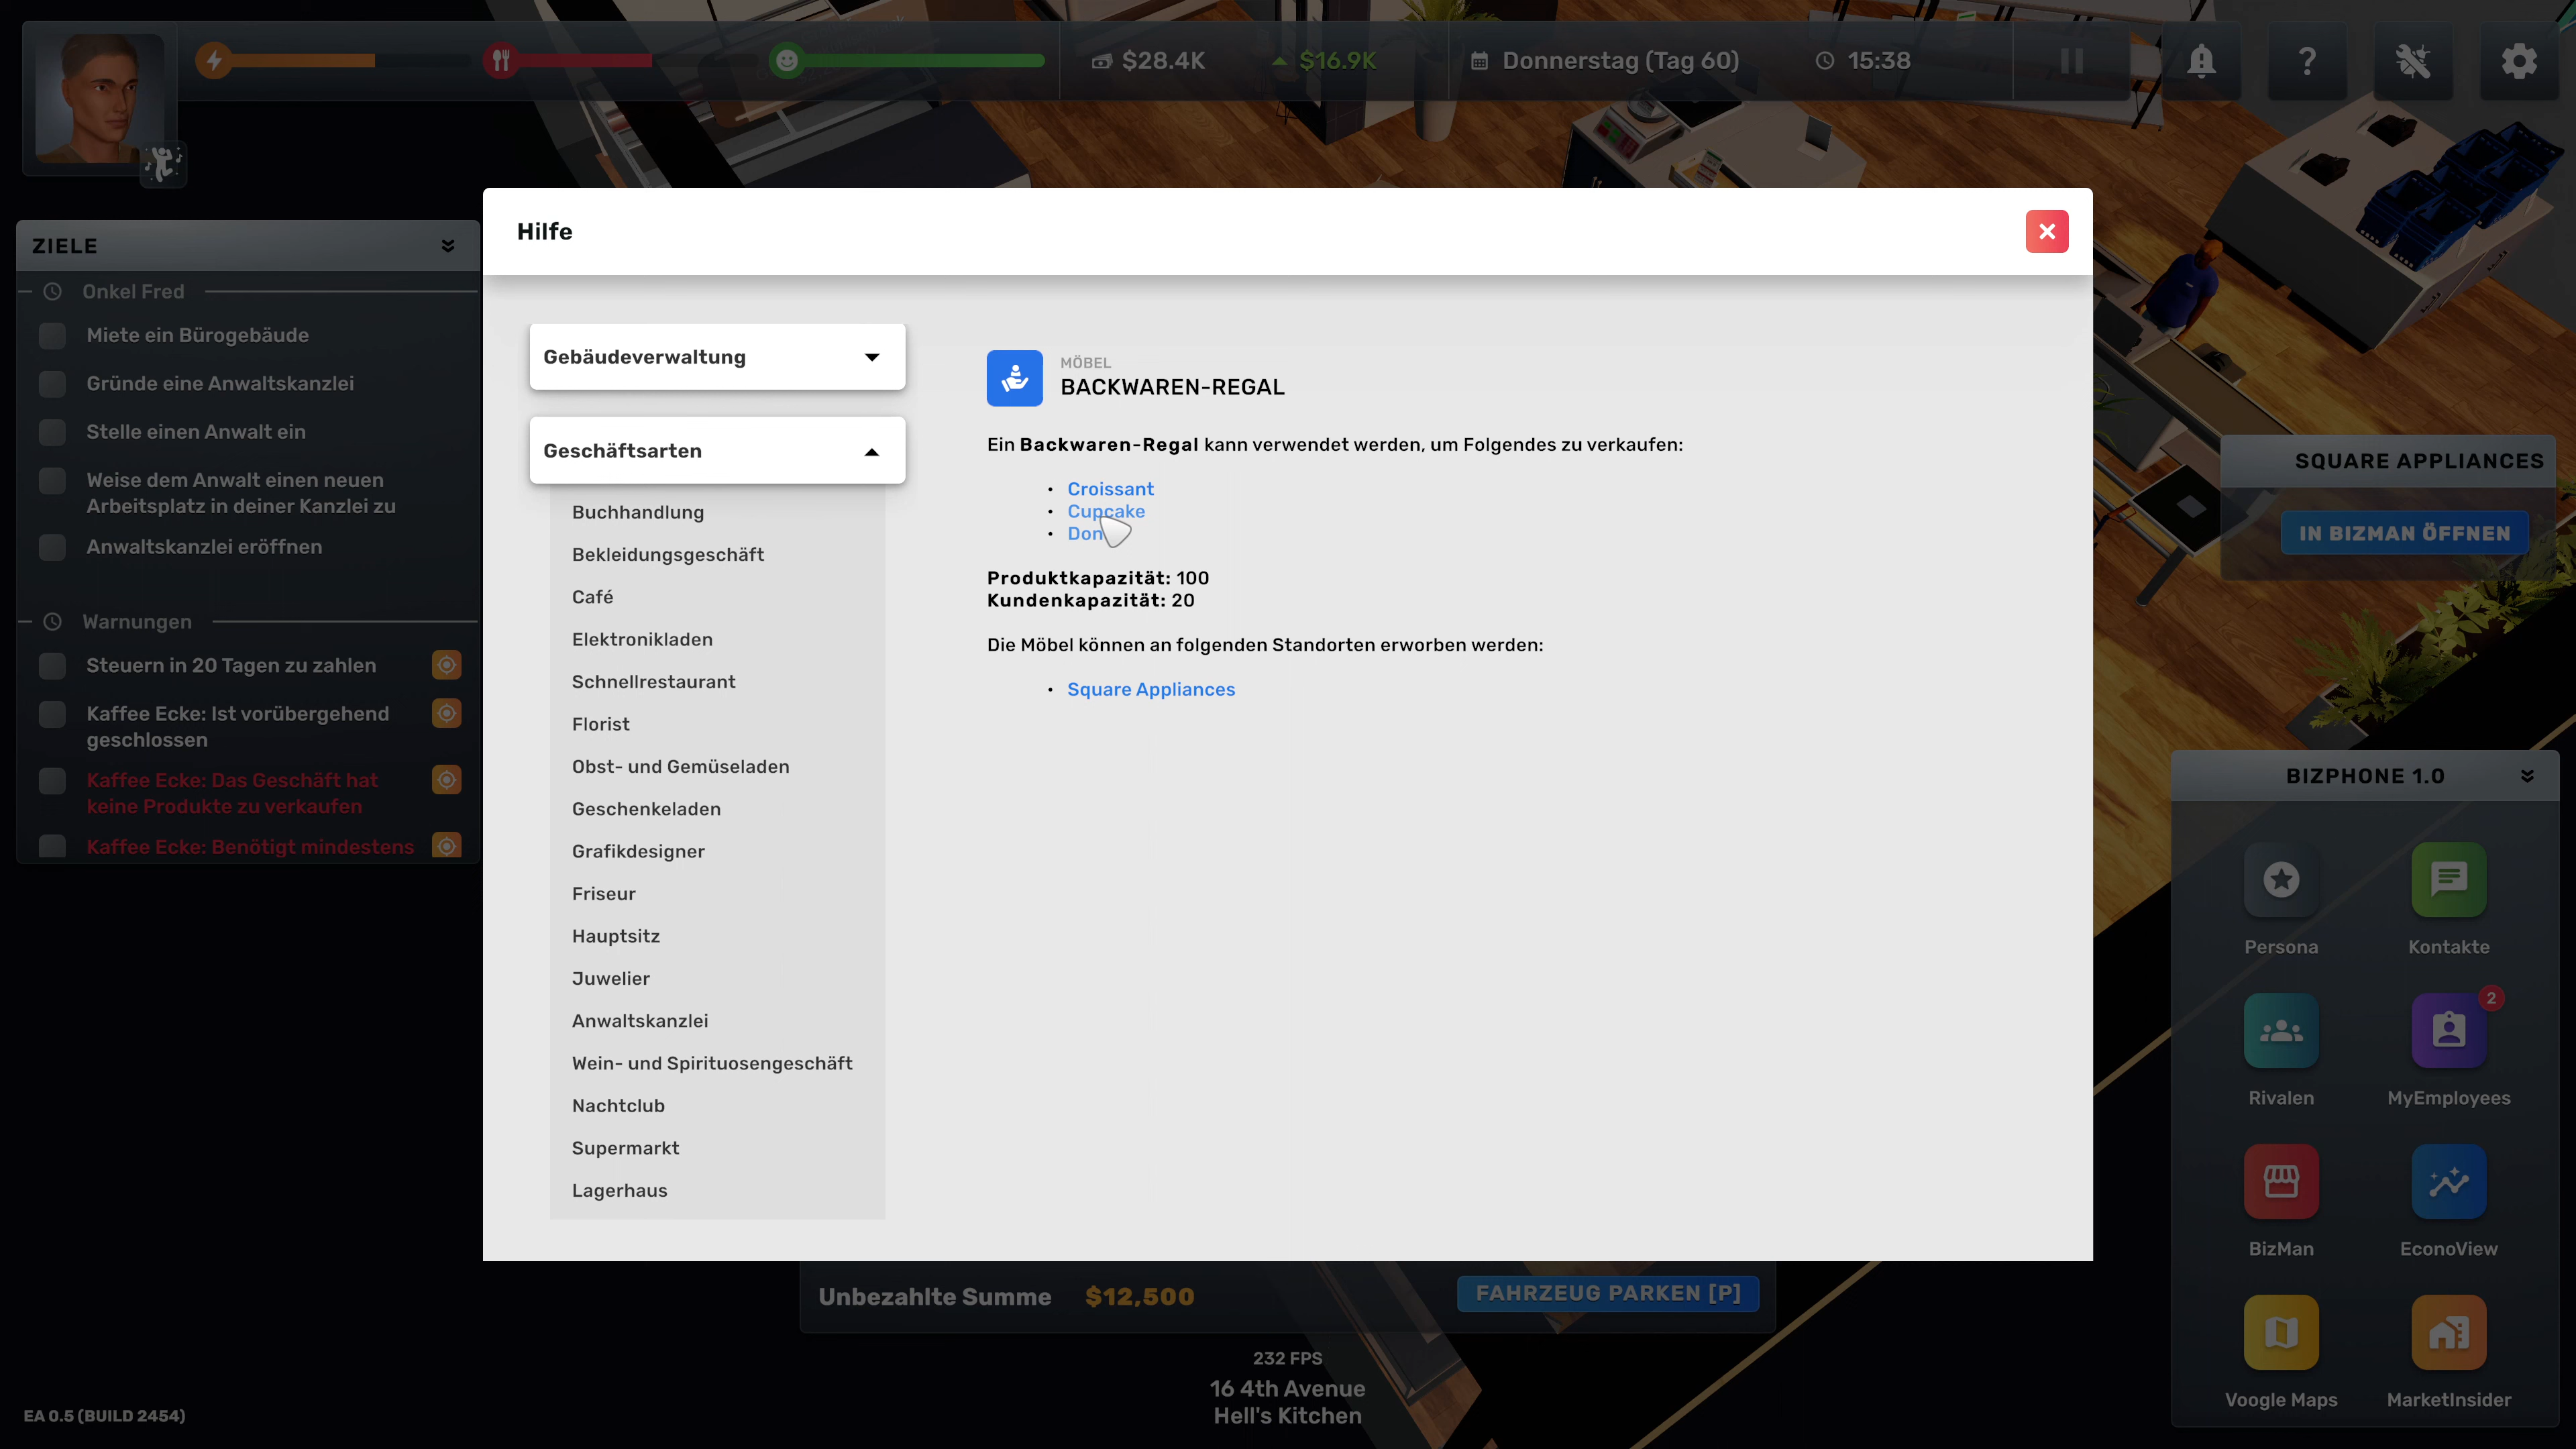 $28.4K
$16.9K
Donnerstag (Tag 60)
15:38
?
ZIELE
Onkel Fred
Miete ein Bürogebäude
Gründe eine Anwaltskanzlei
Stelle einen Anwalt ein
Weise dem Anwalt einen neuen
Arbeitsplatz in deiner Kanzlei zu
Anwaltskanzlei eröffnen
Warnungen
Steuern in 20 Tagen zu zahlen
Kaffee Ecke: Ist vorübergehend
geschlossen
Kaffee Ecke: Das Geschäft hat
keine Produkte zu verkaufen
Kaffee Ecke: Benötigt mindestens
Hilfe
Gebäudeverwaltung
Geschäftsarten
Buchhandlung
Bekleidungsgeschäft
Café
Elektronikladen
Schnellrestaurant
Florist
Obst- und Gemüseladen
Geschenkeladen
Grafikdesigner
Friseur
Hauptsitz
Juwelier
Anwaltskanzlei
Wein- und Spirituosengeschäft
Nachtclub
Supermarkt
Lagerhaus
MÖBEL
BACKWAREN-REGAL
Ein Backwaren-Regal kann verwendet werden, um Folgendes zu verkaufen:
• Croissant
• Cupcake
•
Produktkapazität: 100
Kundenkapazität: 20
Die Möbel können an folgenden Standorten erworben werden:
• Square Appliances
SQUARE APPLIANCES
IN BIZMAN ÖFFNEN
BIZPHONE 1.0
Persona
Kontakte
2
Rivalen
MyEmployees
BizMan
EconoView
Voogle Maps
MarketInsider
Unbezahlte Summe $12,500
FAHRZEUG PARKEN [P]
232 FPS
16 4th Avenue
Hell's Kitchen
EA 0.5 (BUILD 2454)